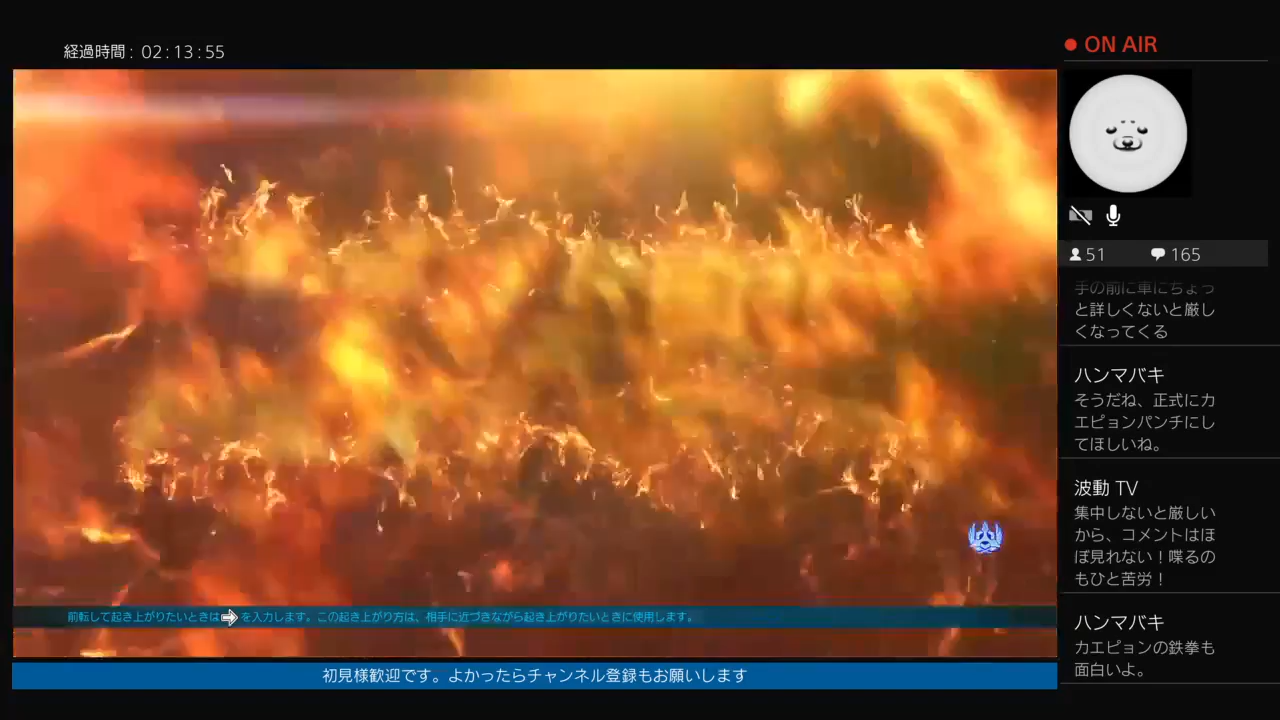 経過時間 : 02 : 13 : 55
ON AIR
51 165
手の前に車にちょっ
と詳しくないと厳し
くなってくる
ハンマバキ
そうだね、正式にカ
エピョンパンチにし
てほしいね。
波動 TV
集中しないと厳しい
から、コメントはほ
ぼ見れない！喋るの
もひと苦労！
ハンマバキ
カエピョンの鉄拳も
面白いよ。
前転して起き上がりたいときは➡を入力します。この起き上がり方は、相手に近づきながら起き上がりたいときに使用します。
初見様歓迎です。よかったらチャンネル登録もお願いします